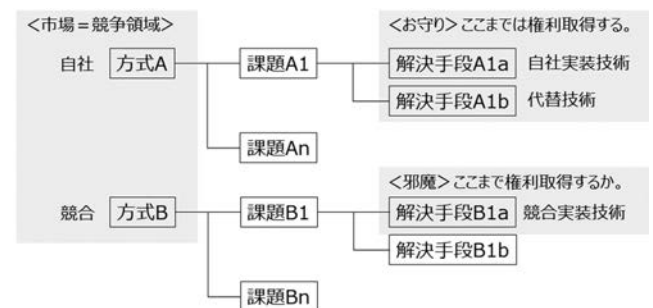 <市場＝競争領域>
<お守り>ここまでは権利取得する。
自社 方式A 課題A1 解決手段A1a 自社実装技術
解決手段A1b 代替技術
課題An
<邪魔>ここまで権利取得するか。
競合 方式B 課題B1 解決手段B1a 競合実装技術
解決手段B1b
課題Bn